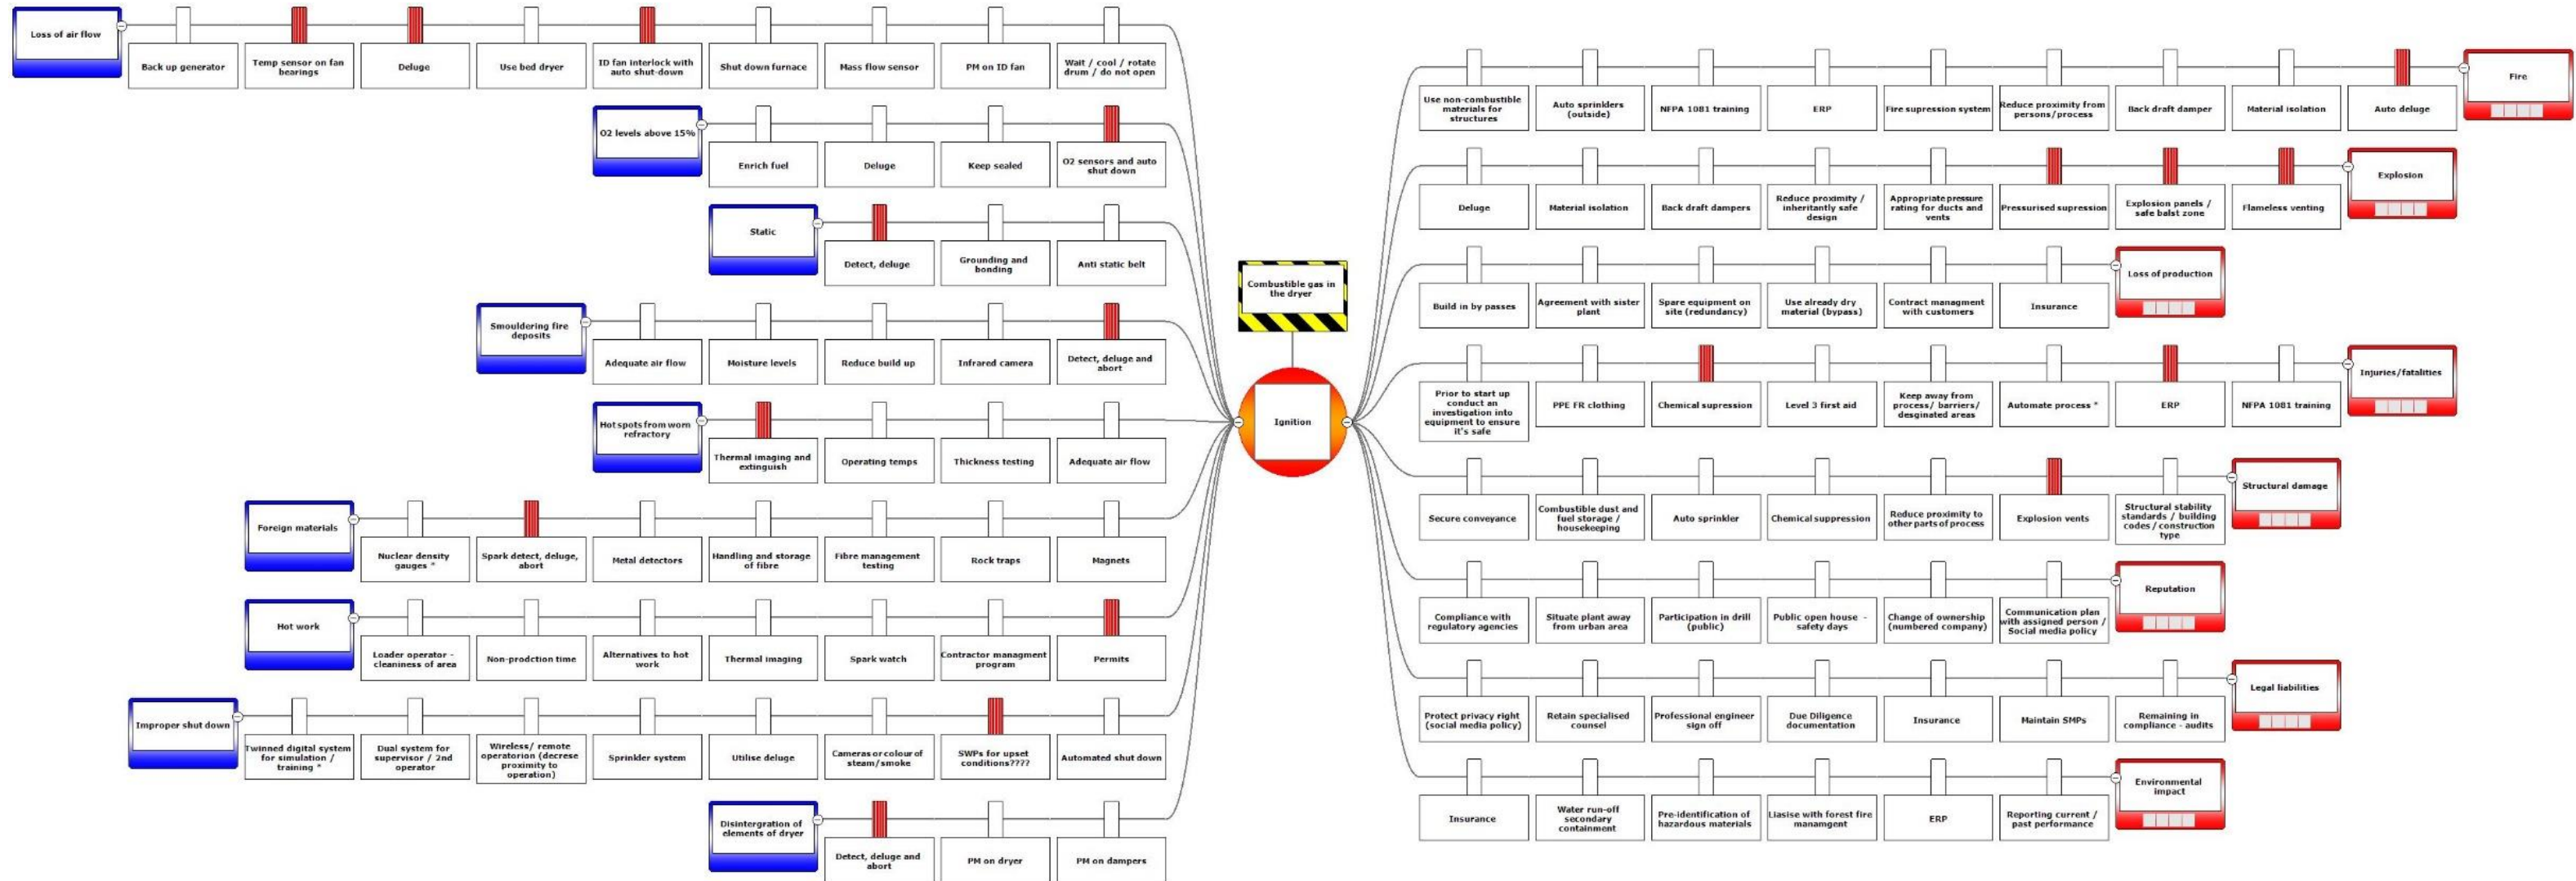 Loss of air flow
Back up generator
Temp sensor on fan
bearings
Deluge
Use bed dryer
ID fan interlock with
auto shut-down
Shut down furnace
Mass flow sensor
PM on ID fan
Wait / cool / rotate
drum / do not open
O2 levels above 15%
Enrich fuel
Deluge
Keep sealed
O2 sensors and auto
shut down
Static
Detect, deluge
Grounding and
bonding
Anti static belt
Smouldering fire
deposits
Adequate air flow
Moisture levels
Reduce build up
Infrared camera
Detect, deluge and
abort
Hot spots from worn
refractory
Thermal imaging and
extinguish
Operating temps
Thickness testing
Adequate air flow
Foreign materials
Nuclear density
gauges *
Spark detect, deluge,
abort
Metal detectors
Handling and storage
of fibre
Fibre management
testing
Rock traps
Magnets
Hot work
Loader operator -
cleaniness of area
Non-prodction time
Alternatives to hot
work
Thermal imaging
Spark watch
Contractor managment
program
Permits
Improper shut down
Twinned digital system
for simulation /
training *
Dual system for
supervisor / 2nd
operator
Wireless/ remote
operatorion (decrese
proximity to
operation)
Sprinkler system
Utilise deluge
Cameras or colour of
steam/smoke
SWPs for upset
conditions????
Automated shut down
Disintergration of
elements of dryer
Detect, deluge and
abort
PM on dryer
PM on dampers
Combustible gas in
the dryer
Ignition
Use non-combustible
materials for
structures
Auto sprinklers
(outside)
NFPA 1081 training
ERP
Fire supression system
Reduce proximity from
persons/process
Back draft damper
Material isolation
Auto deluge
Fire
Deluge
Material isolation
Back draft dampers
Reduce proximity /
inheritantly safe
design
Appropriate pressure
rating for ducts and
vents
Pressurised supression
Explosion panels /
safe balst zone
Flameless venting
Explosion
Build in by passes
Agreement with sister
plant
Spare equipment on
site (redundancy)
Use already dry
material (bypass)
Contract managment
with customers
Insurance
Loss of production
Prior to start up
conduct an
investigation into
equipment to ensure
it's safe
PPE FR clothing
Chemical supression
Level 3 first aid
Keep away from
process/ barriers/
desginated areas
Automate process *
ERP
NFPA 1081 training
Injuries/fatalities
Secure conveyance
Combustible dust and
fuel storage /
housekeeping
Auto sprinkler
Chemical suppression
Reduce proximity to
other parts of process
Explosion vents
Structural stability
standards / building
codes / construction
type
Structural damage
Compliance with
regulatory agencies
Situate plant away
from urban area
Participation in drill
(public)
Public open house -
safety days
Change of ownership
(numbered company)
Communication plan
with assigned person /
Social media policy
Reputation
Protect privacy right
(social media policy)
Retain specialised
counsel
Professional engineer
sign off
Due Diligence
documentation
Insurance
Maintain SMPs
Remaining in
compliance - audits
Legal liabilities
Insurance
Water run-off
secondary
containment
Pre-identification of
hazardous materials
Liasise with forest fire
manamgent
ERP
Reporting current /
past performance
Environmental
impact